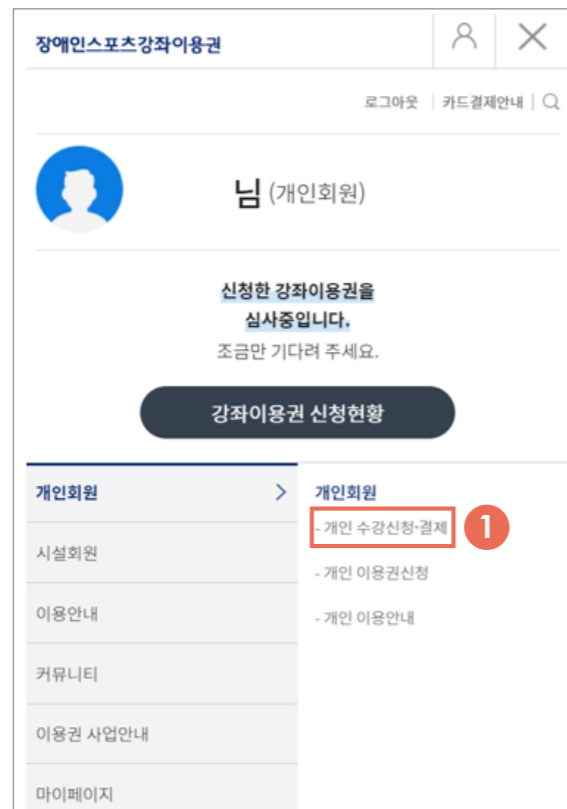 장애인스포츠강좌이용권
로그아웃 | 카드결제안내 |
님 (개인회원)
신청한 강좌이용권을
심사중입니다.
조금만 기다려 주세요.
강좌이용권 신청현황
개인회원 >
시설회원
이용안내
커뮤니티
이용권 사업안내
마이페이지
개인회원
- 개인 수강신청·결제 1
- 개인 이용권신청
- 개인 이용안내